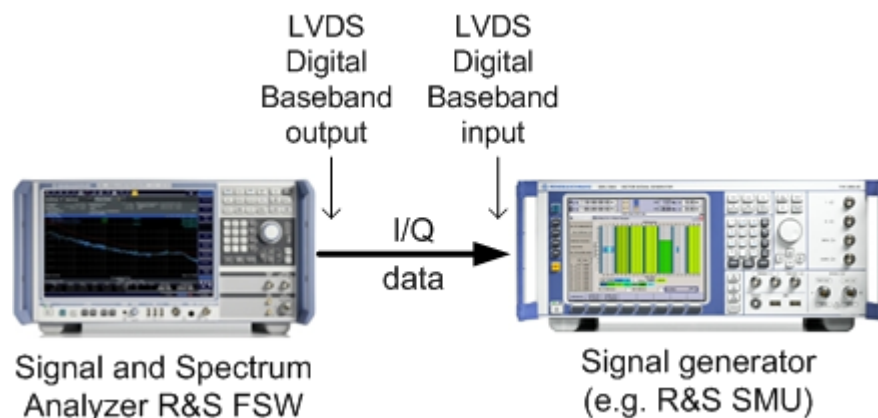 LVDS
Digital
Baseband
output
LVDS
Digital
Baseband
input
I/Q
data
Signal and Spectrum
Analyzer R&S FSW
Signal generator
(e.g. R&S SMU)